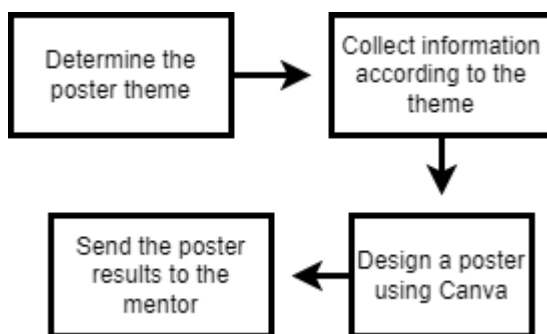 Determine the
poster theme
Collect information
according to the
theme
Design a poster
using Canva
Send the poster
results to the
mentor